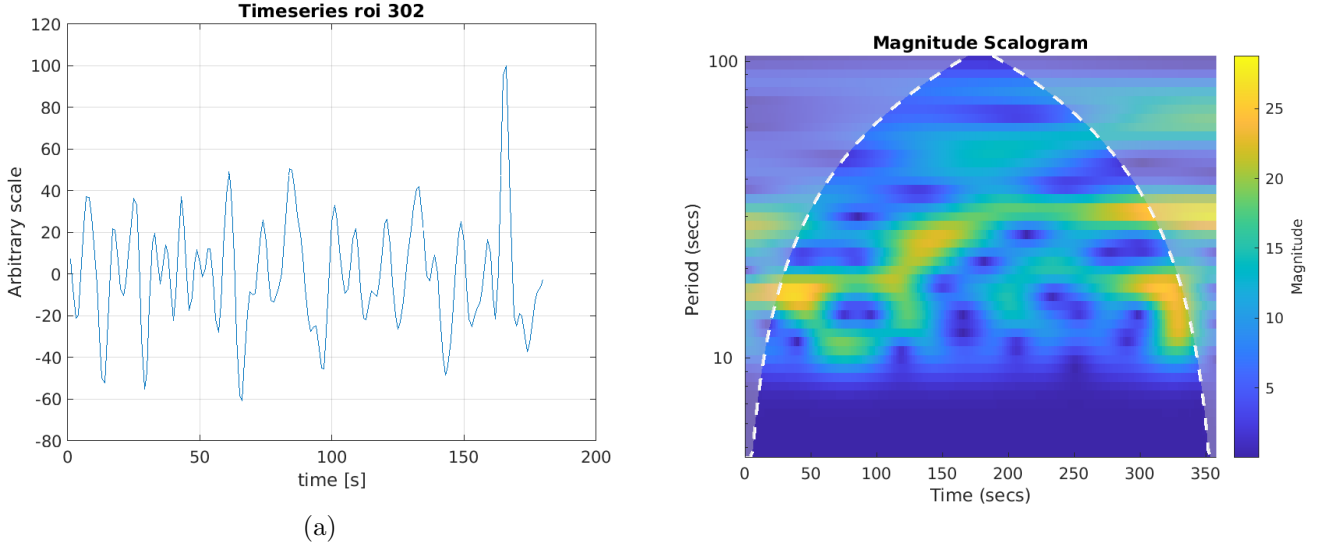 Timeseries roi 302
120
100
80
60
40
20
0
-20
-40
-60
-80
Arbitrary scale
0 50 100 150 200
time [s]
(a)
Magnitude Scalogram
100
10
Period (secs)
0 50 100 150 200 250 300 350
Time (secs)
25
20
15
10
5
Magnitude